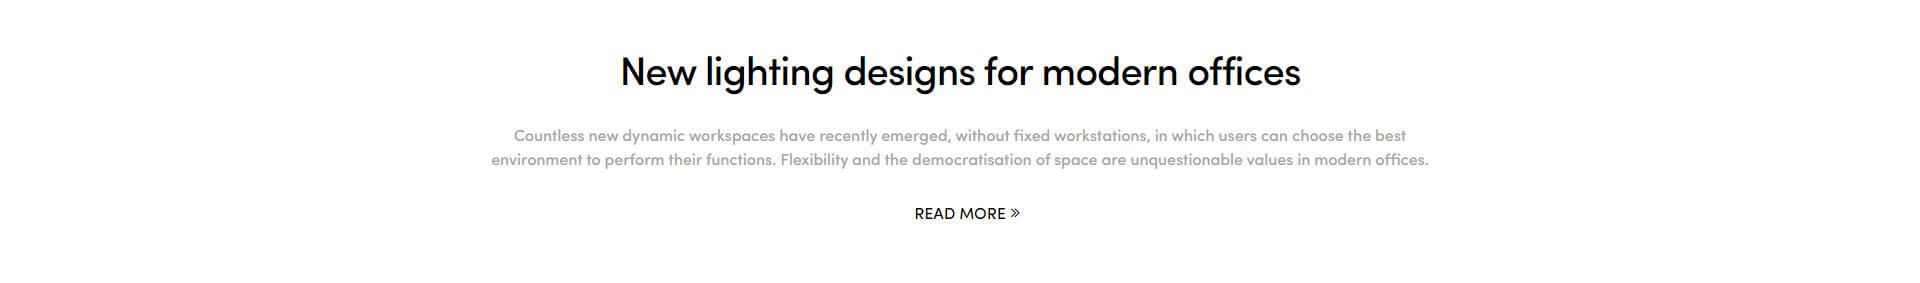 New lighting designs for modern offices
Countless new dynamic workspaces have recently emerged, without fixed workstations, in which users can choose the best
environment to perform their functions. Flexibility and the democratisation of space are unquestionable values in modern offices.
READ MORE »